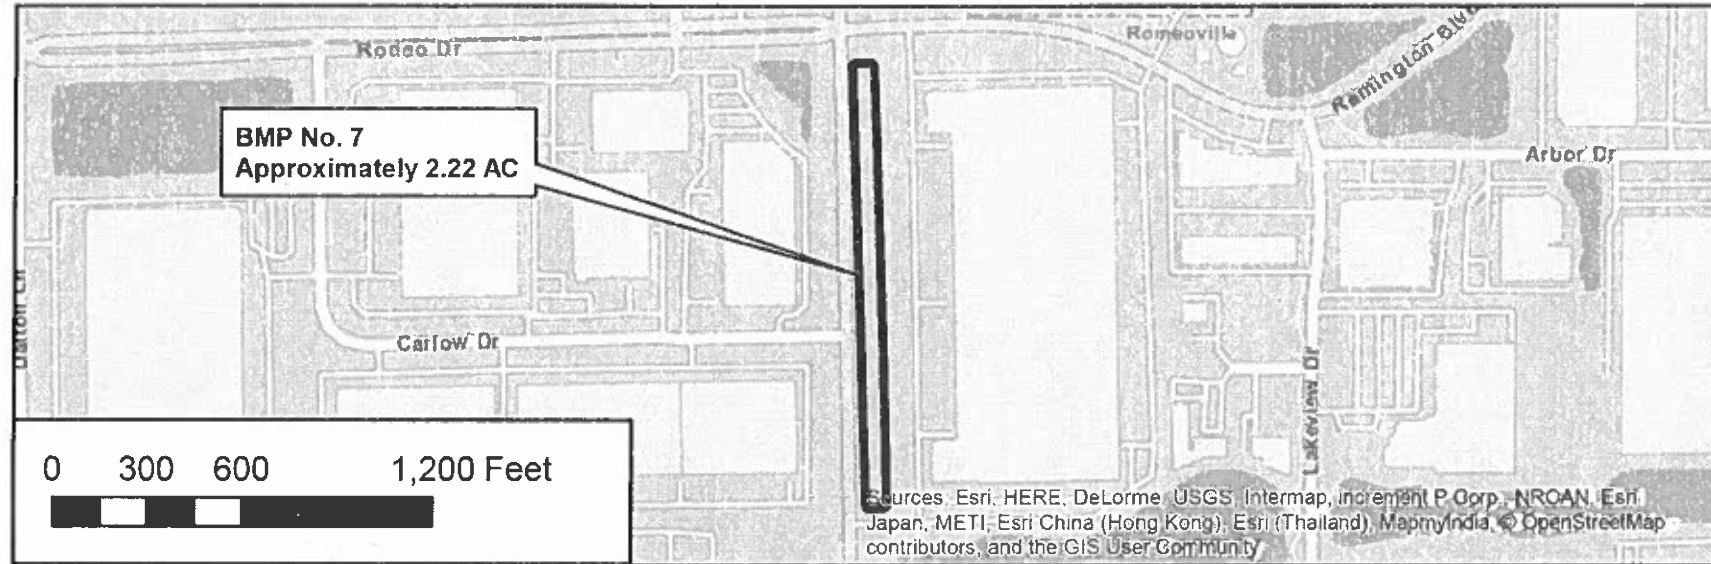 Rodeo Dr
Romeoville
Remington Blvd
BMP No. 7
Approximately 2.22 AC
Arbor Dr
Carlow Dr
Lakeview Dr
0 300 600 1,200 Feet
Sources: Esri, HERE, DeLorme, USGS, Intermap, increment P Corp., NRCAN, Esri
Japan, METI, Esri China (Hong Kong), Esri (Thailand), MapmyIndia, © OpenStreetMap
contributors, and the GIS User Community